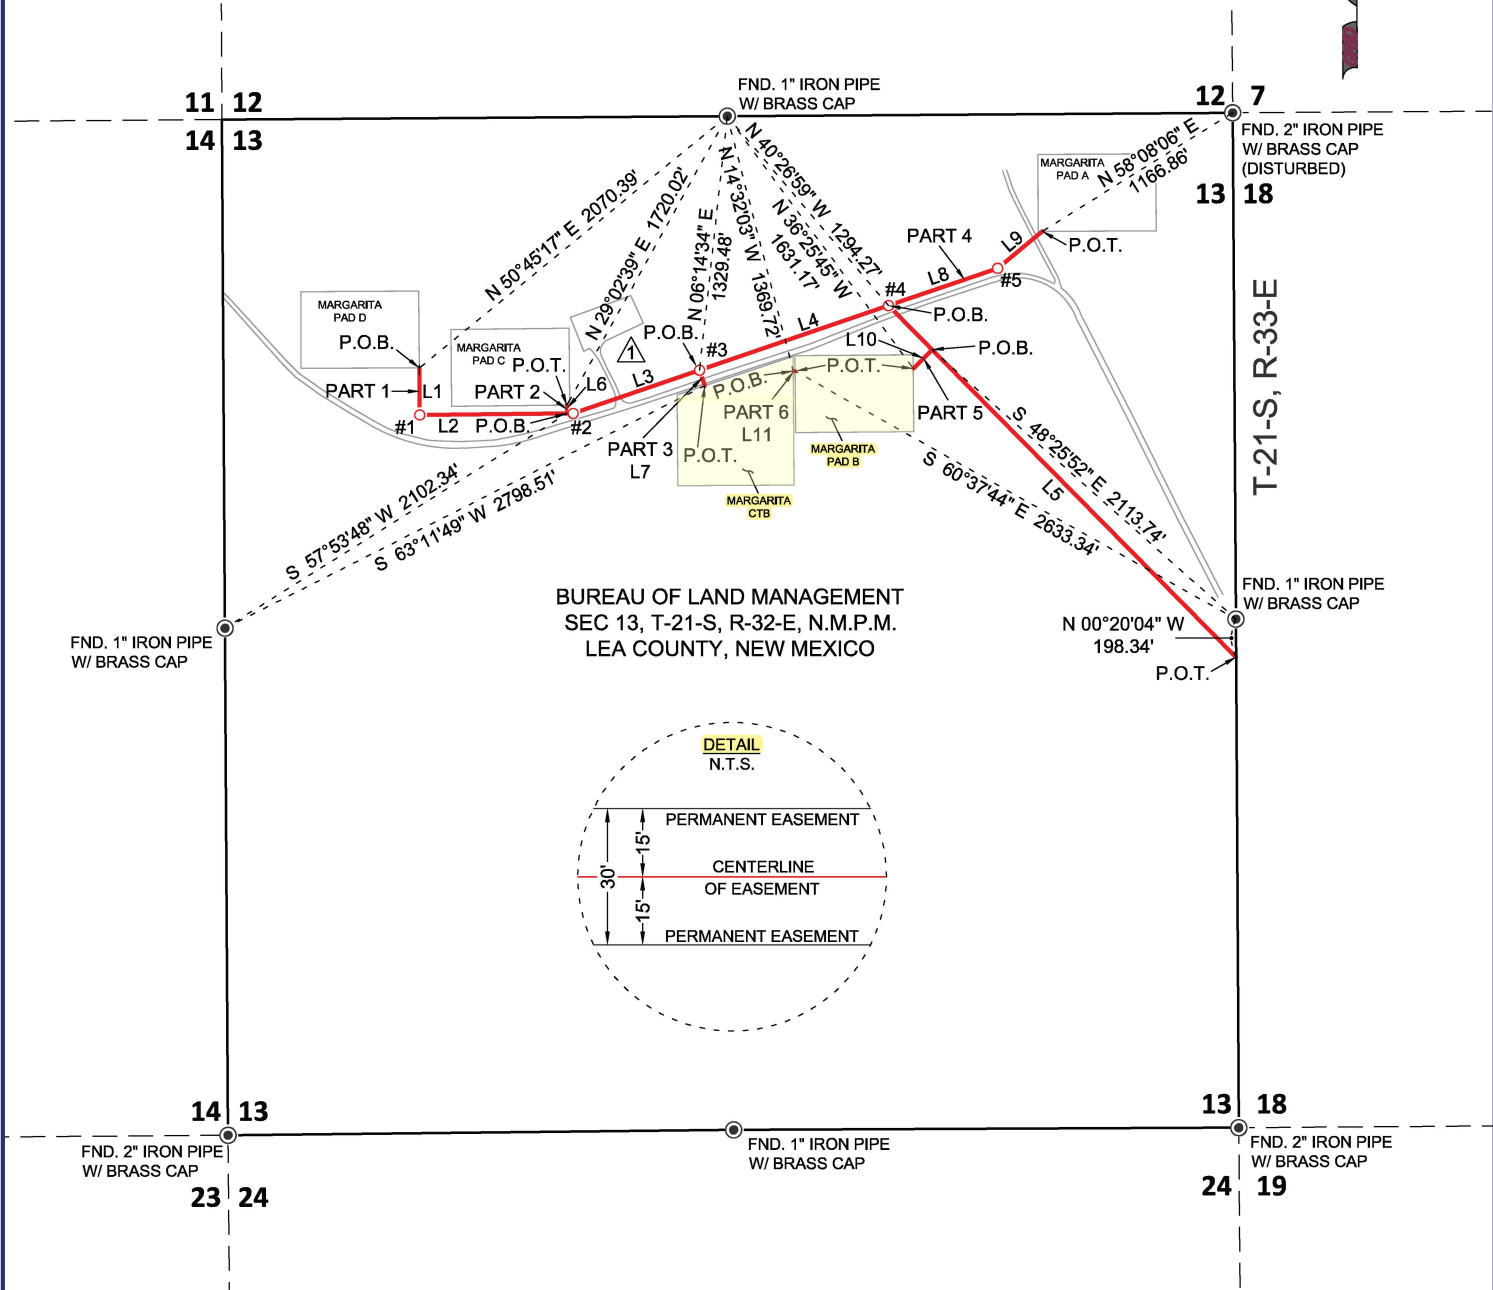 FND. 1" IRON PIPE
W/ BRASS CAP
11 12
14 13
12 7
13 18
FND. 2" IRON PIPE
W/ BRASS CAP
(DISTURBED)
N 50°45'17" E 2070.39'
N 29°02'39" E 1720.02'
N 06°14'34" E
1329.48'
N 14°32'03" W 1369.72'
N 40°26'59" W 1294.27'
N 36°25'45" W
1631.17'
N 58°08'06" E
1166.86'
MARGARITA
PAD A
P.O.T.
PART 4
L9
L8
#5
#4
P.O.B.
MARGARITA
PAD D
P.O.B.
MARGARITA
PAD C
P.O.T.
PART 1
L1
PART 2
L6
#1
L2
P.O.B.
#2
1
L3
P.O.B.
#3
L4
L10
P.O.B.
P.O.B.
P.O.T.
PART 6
L11
PART 5
PART 3
L7
P.O.T.
MARGARITA
PAD B
MARGARITA
CTB
S 57°53'48" W 2102.34'
S 63°11'49" W 2798.51'
S 48°25'52" E 2113.74'
L5
S 60°37'44" E 2633.34'
T-21-S, R-33-E
BUREAU OF LAND MANAGEMENT
SEC 13, T-21-S, R-32-E, N.M.P.M.
LEA COUNTY, NEW MEXICO
FND. 1" IRON PIPE
W/ BRASS CAP
FND. 1" IRON PIPE
W/ BRASS CAP
N 00°20'04" W
198.34'
P.O.T.
DETAIL
N.T.S.
PERMANENT EASEMENT
15'
CENTERLINE
30'
OF EASEMENT
15'
PERMANENT EASEMENT
14 13
13 18
FND. 2" IRON PIPE
W/ BRASS CAP
FND. 1" IRON PIPE
W/ BRASS CAP
FND. 2" IRON PIPE
W/ BRASS CAP
23 24
24 19